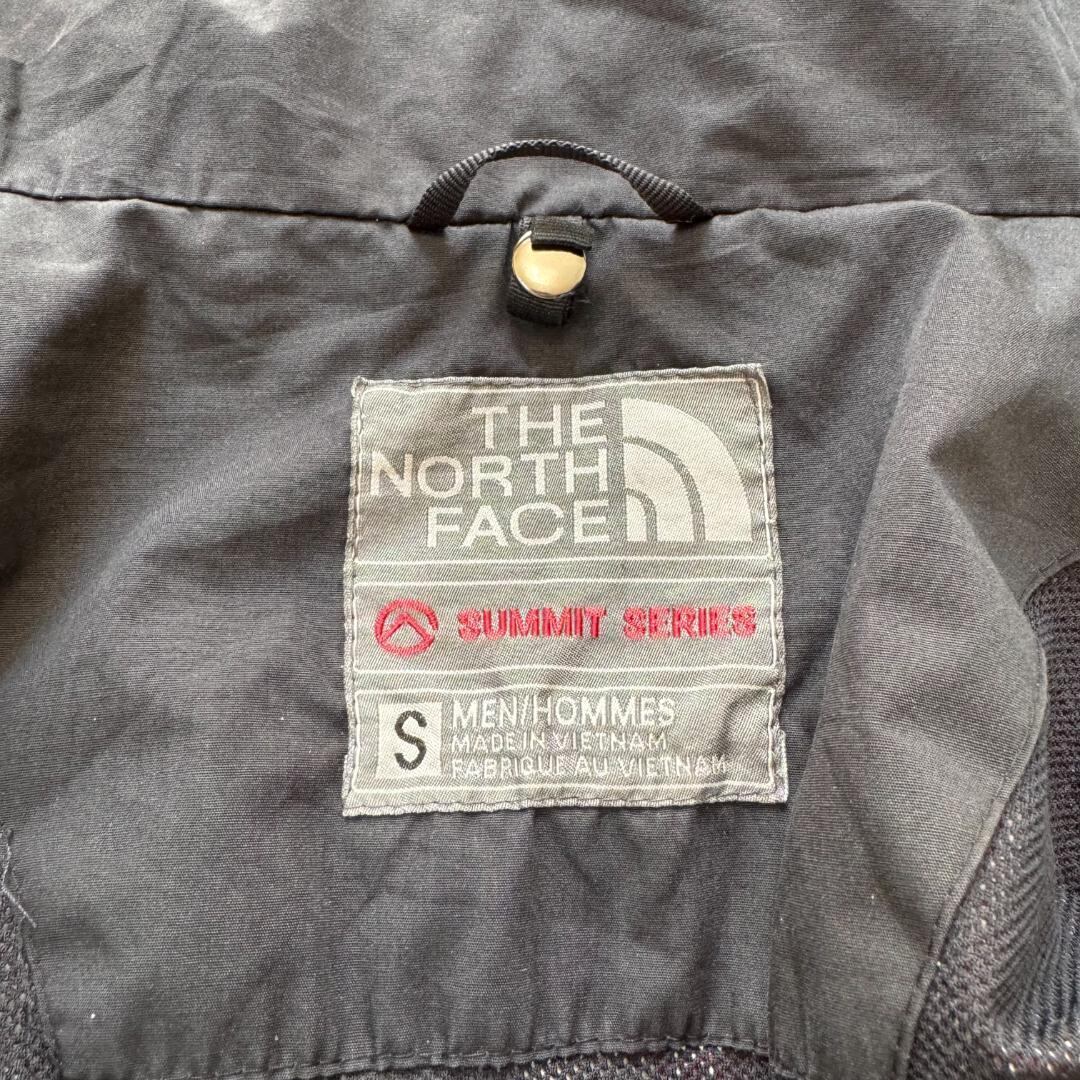 THE
NORTH
FACE
SUMMIT SERIES
S
MEN/HOMMES
MADE IN VIETNAM
FABRIQUE AU VIETNAM